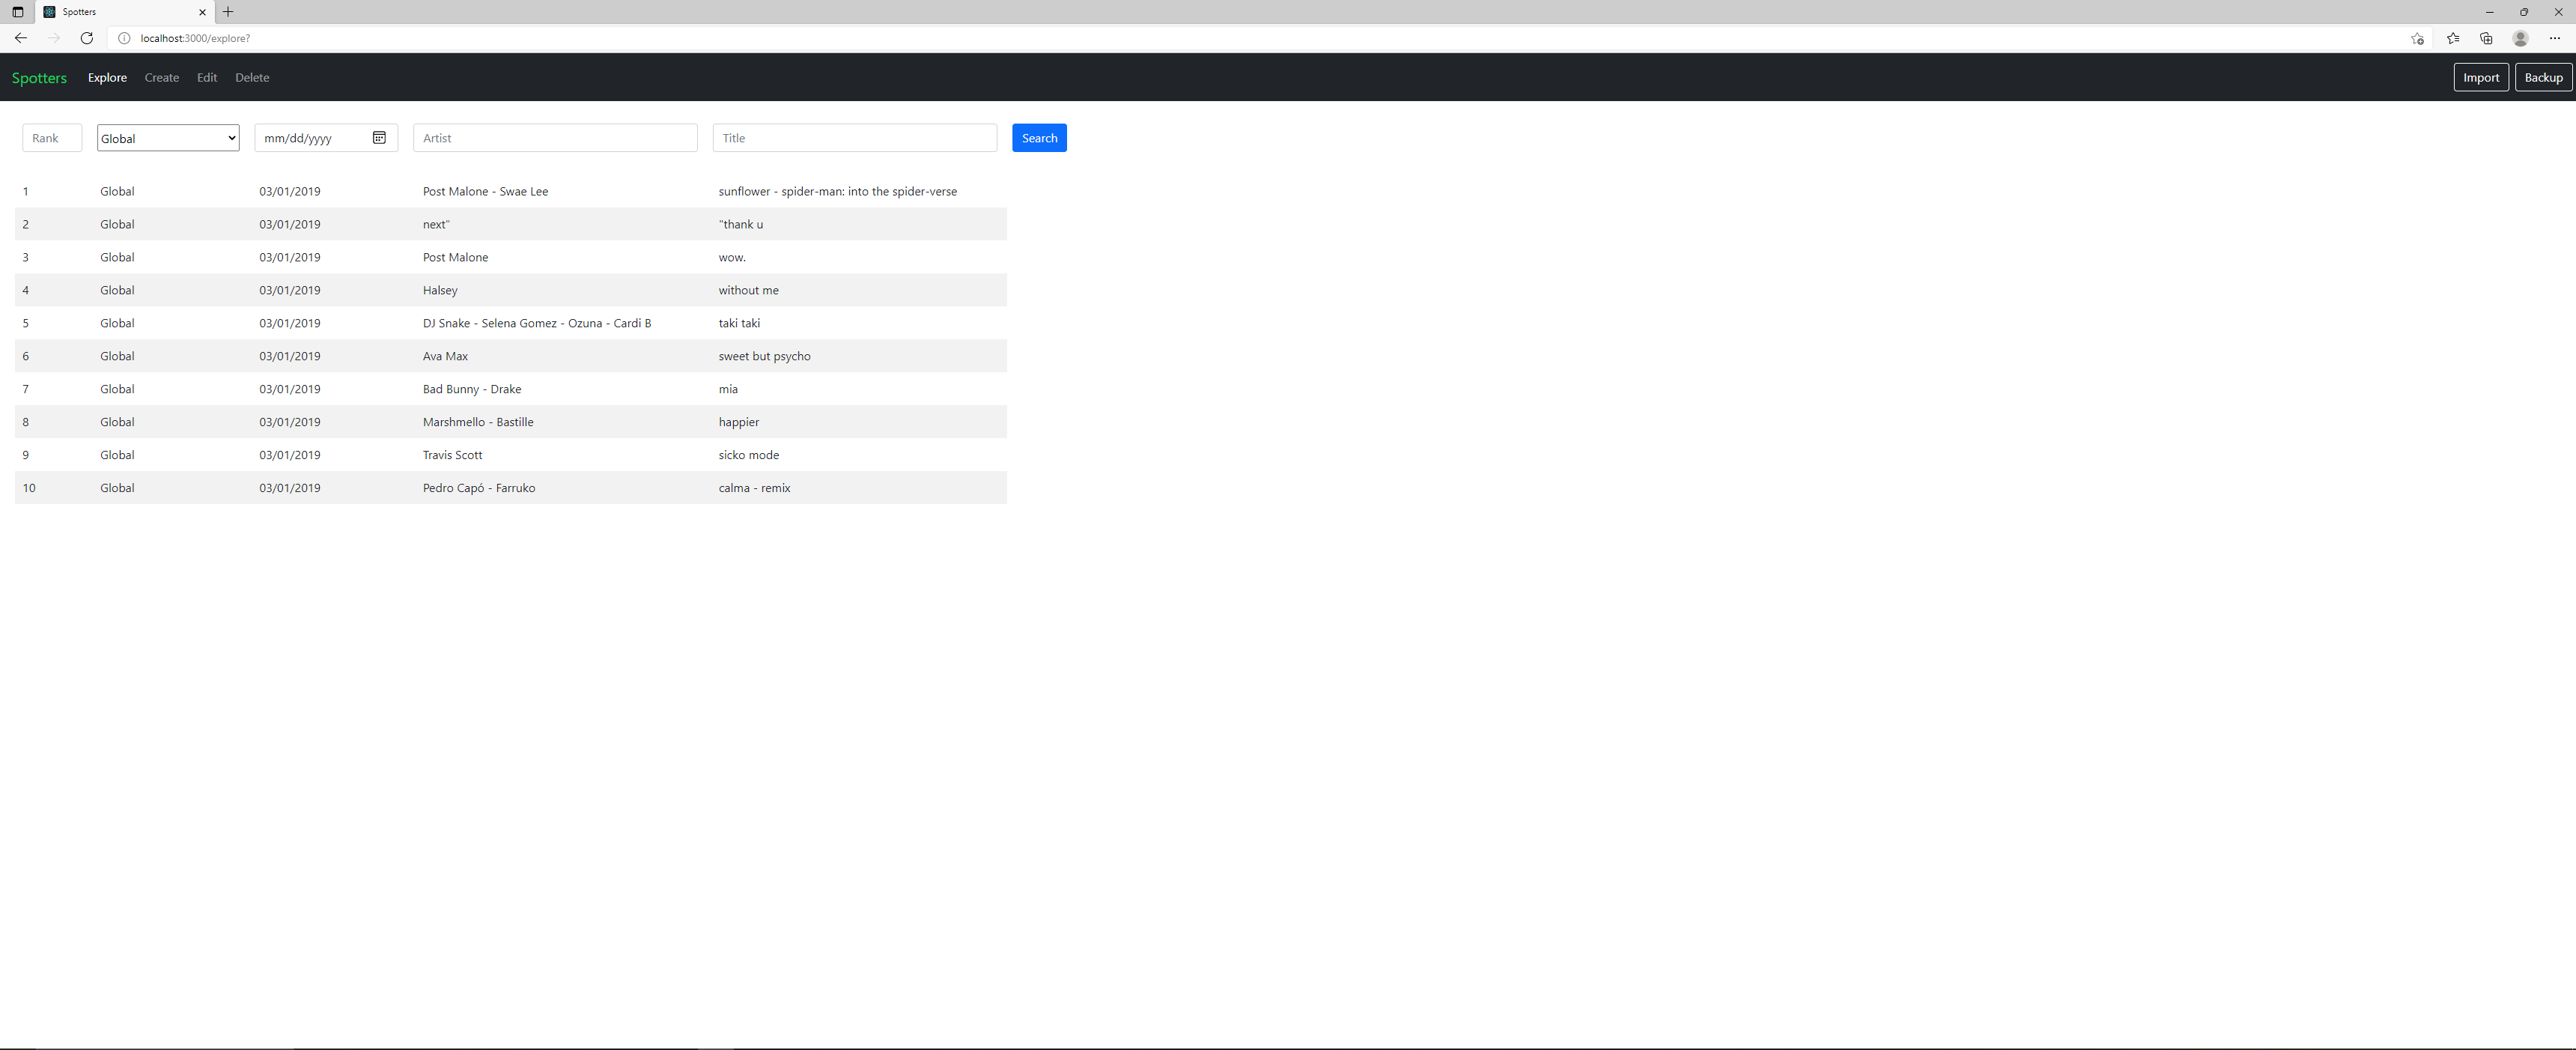 Spotters
localhost:3000/explore?
Spotters Explore Create Edit Delete Import Backup
Rank Global mm/dd/yyyy Artist Title Search
1 Global 03/01/2019 Post Malone - Swae Lee sunflower - spider-man: into the spider-verse
2 Global 03/01/2019 next" "thank u
3 Global 03/01/2019 Post Malone wow.
4 Global 03/01/2019 Halsey without me
5 Global 03/01/2019 DJ Snake - Selena Gomez - Ozuna - Cardi B taki taki
6 Global 03/01/2019 Ava Max sweet but psycho
7 Global 03/01/2019 Bad Bunny - Drake mia
8 Global 03/01/2019 Marshmello - Bastille happier
9 Global 03/01/2019 Travis Scott sicko mode
10 Global 03/01/2019 Pedro Capó - Farruko calma - remix